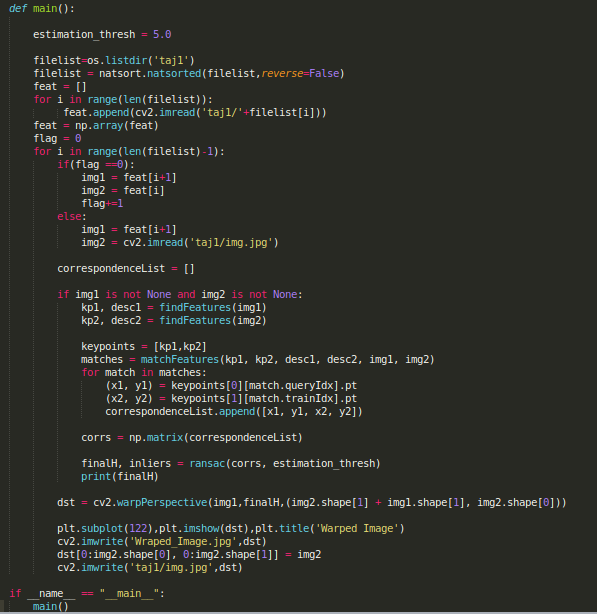 def main():
estimation_thresh = 5.0
filelist=os.listdir('taj1')
filelist = natsort.natsorted(filelist,reverse=False)
feat = []
for i in range(len(filelist)):
feat.append(cv2.imread('taj1/'+filelist[i]))
feat = np.array(feat)
flag = 0
for i in range(len(filelist)-1):
if(flag ==0):
img1 = feat[i+1]
img2 = feat[i]
flag+=1
else:
img1 = feat[i+1]
img2 = cv2.imread('taj1/img.jpg')
correspondenceList = []
if img1 is not None and img2 is not None:
kp1, desc1 = findFeatures(img1)
kp2, desc2 = findFeatures(img2)
keypoints = [kp1,kp2]
matches = matchFeatures(kp1, kp2, desc1, desc2, img1, img2)
for match in matches:
(x1, y1) = keypoints[0][match.queryIdx].pt
(x2, y2) = keypoints[1][match.trainIdx].pt
correspondenceList.append([x1, y1, x2, y2])
corrs = np.matrix(correspondenceList)
finalH, inliers = ransac(corrs, estimation_thresh)
print(finalH)
dst = cv2.warpPerspective(img1,finalH,(img2.shape[1] + img1.shape[1], img2.shape[0]))
plt.subplot(122),plt.imshow(dst),plt.title('Warped Image')
cv2.imwrite('Wraped_Image.jpg',dst)
dst[0:img2.shape[0], 0:img2.shape[1]] = img2
cv2.imwrite('taj1/img.jpg',dst)
if __name__ == "__main__":
main()